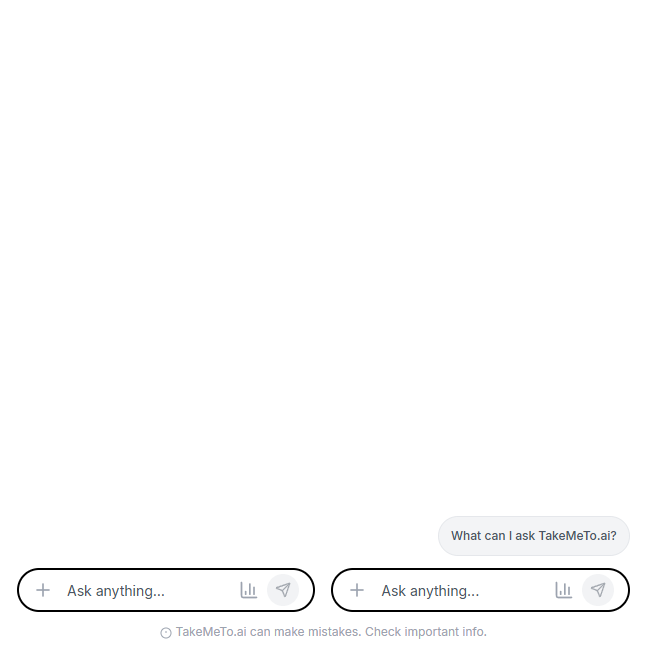 What can I ask TakeMeTo.ai?
Ask anything...
Ask anything...
TakeMeTo.ai can make mistakes. Check important info.